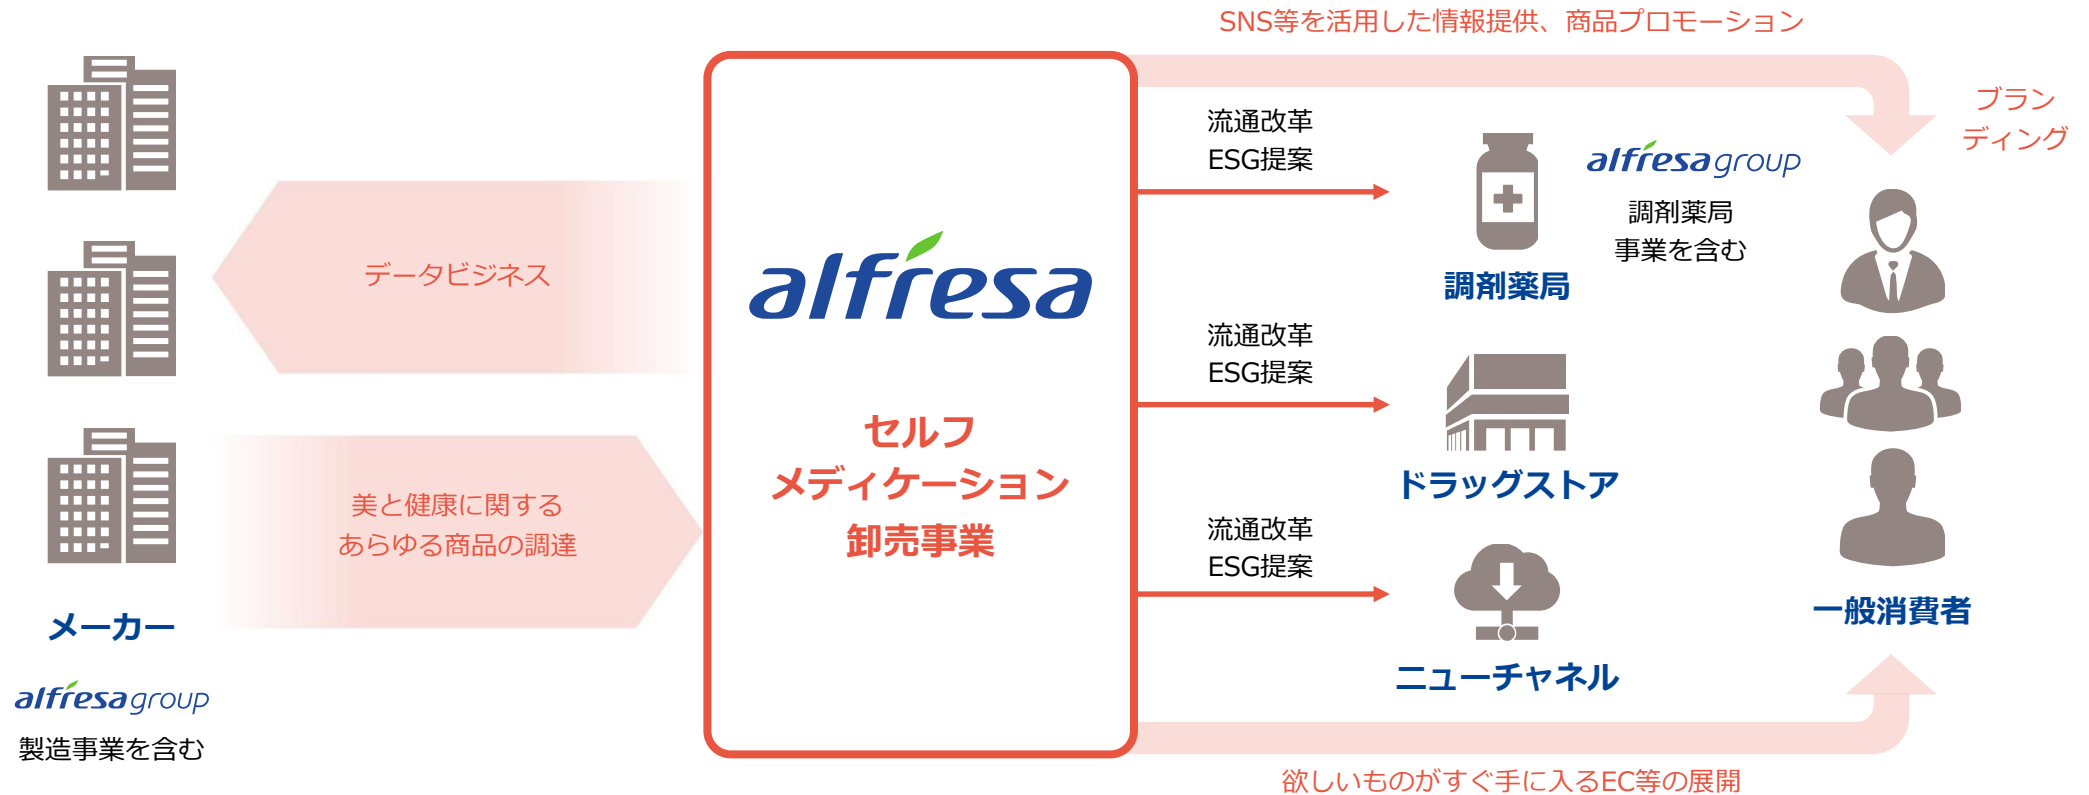 SNS等を活用した情報提供、商品プロモーション
ブラン
ディング
データビジネス
美と健康に関する
あらゆる商品の調達
メーカー
alfresa group
製造事業を含む
alfresa
セルフ
メディケーション
卸売事業
流通改革
ESG提案
調剤薬局
alfresa group
調剤薬局
事業を含む
流通改革
ESG提案
ドラッグストア
流通改革
ESG提案
ニューチャネル
一般消費者
欲しいものがすぐ手に入るEC等の展開